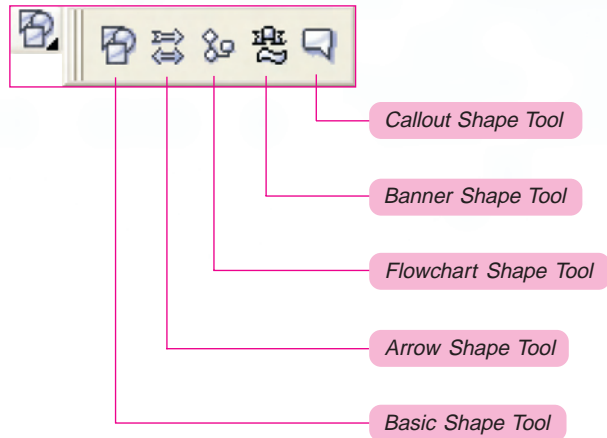 Callout Shape Tool
Banner Shape Tool
Flowchart Shape Tool
Arrow Shape Tool
Basic Shape Tool